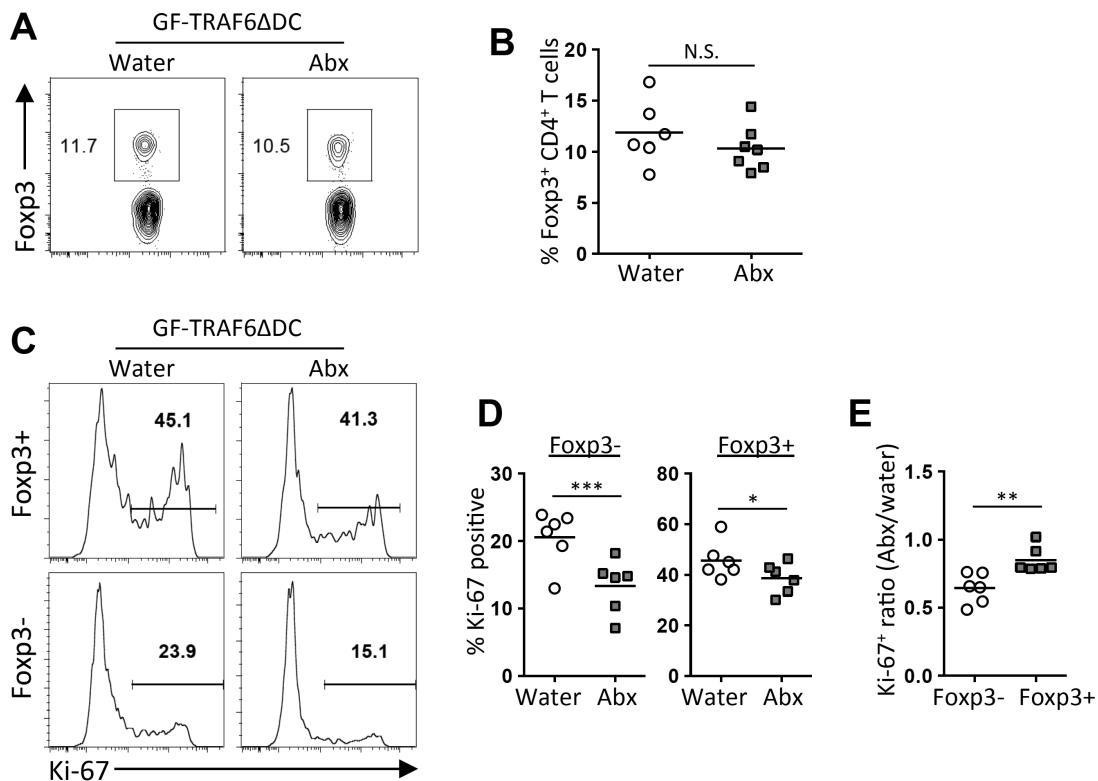 A
GF-TRAF6ΔDC
Water Abx
11.7
10.5
Foxp3
B
% Foxp3⁺ CD4⁺ T cells
20
15
10
5
0
N.S.
Water Abx
C
GF-TRAF6ΔDC
Water Abx
Foxp3+
45.1
41.3
Foxp3-
23.9
15.1
Ki-67
D
Foxp3- Foxp3+
% Ki-67 positive
30
20
10
0
***
Water Abx
80
60
40
20
0
*
Water Abx
E
Ki-67⁺ ratio (Abx/water)
1.5
1.0
0.5
0.0
**
Foxp3- Foxp3+